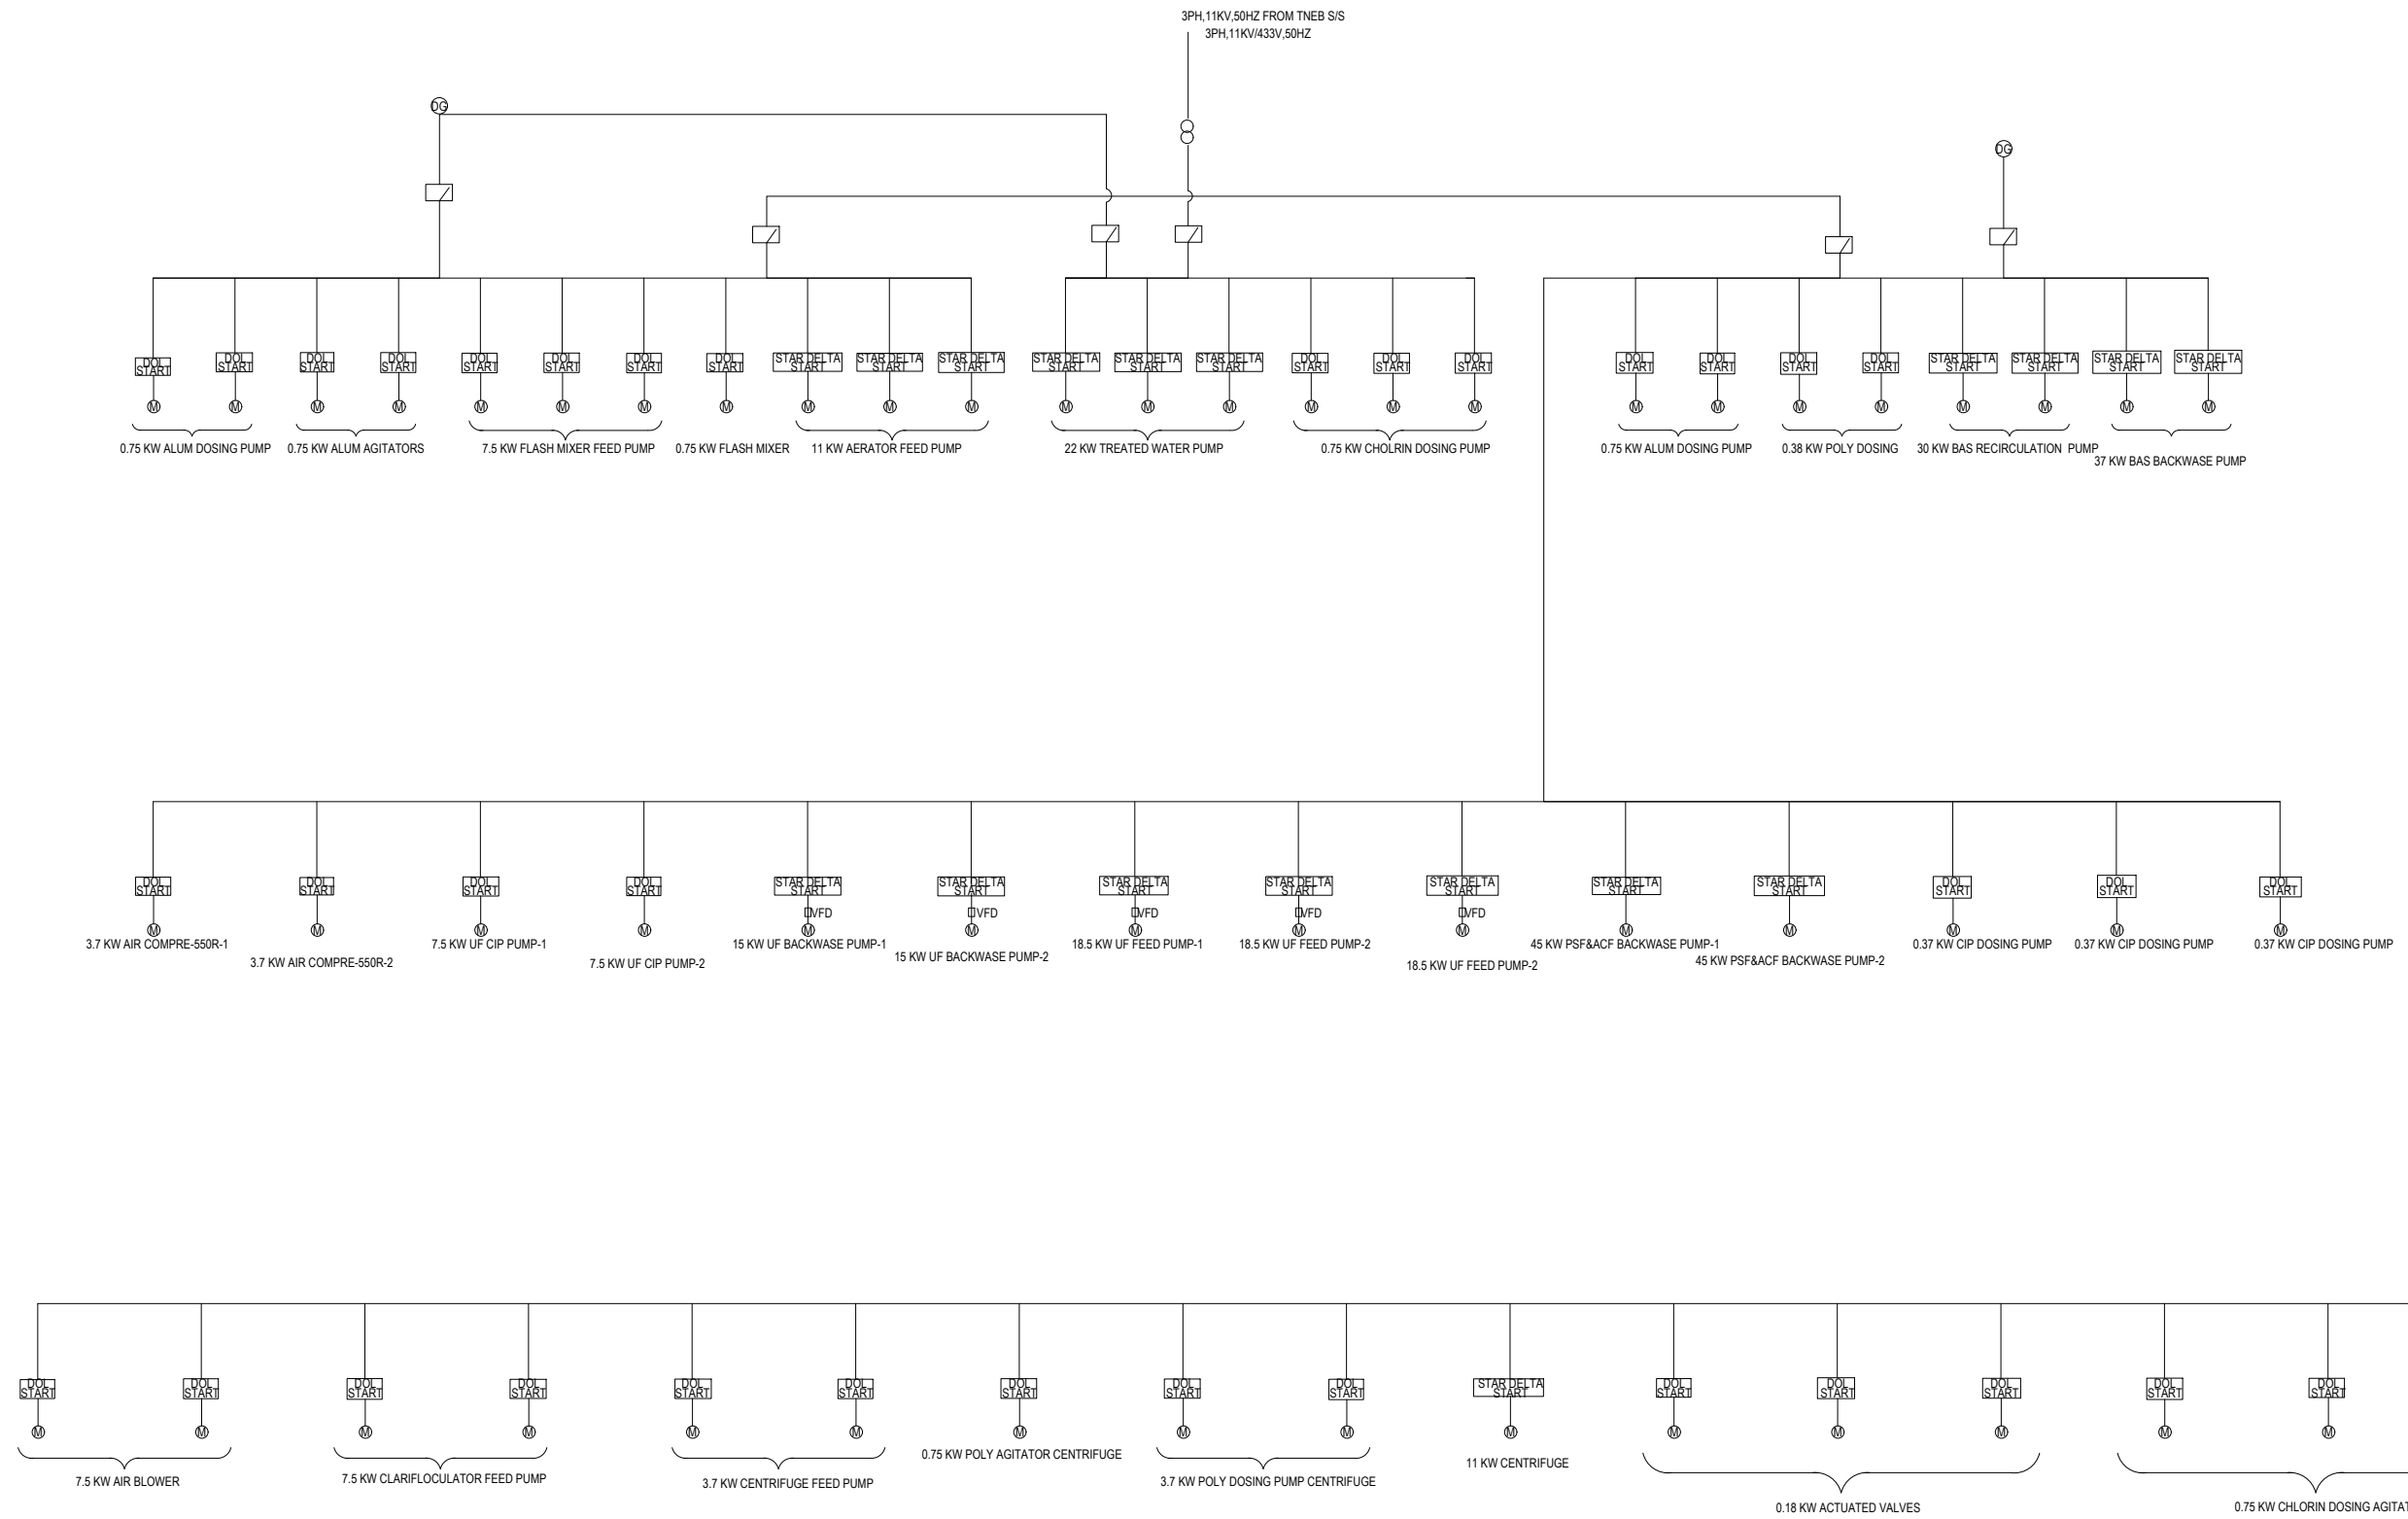 3PH,11KV,50HZ FROM TNEB S/S
3PH,11KV/433V,50HZ
DG
DG
DOL
START
DOL
START
DOL
START
DOL
START
DOL
START
DOL
START
DOL
START
DOL
START
STAR DELTA
START
STAR DELTA
START
STAR DELTA
START
STAR DELTA
START
STAR DELTA
START
STAR DELTA
START
DOL
START
DOL
START
DOL
START
DOL
START
DOL
START
DOL
START
DOL
START
STAR DELTA
START
STAR DELTA
START
STAR DELTA
START
STAR DELTA
START
M M M M M M M M M M M M M M M M M M M M M M M M M
0.75 KW ALUM DOSING PUMP
0.75 KW ALUM AGITATORS
7.5 KW FLASH MIXER FEED PUMP
0.75 KW FLASH MIXER
11 KW AERATOR FEED PUMP
22 KW TREATED WATER PUMP
0.75 KW CHOLRIN DOSING PUMP
0.75 KW ALUM DOSING PUMP
0.38 KW POLY DOSING
30 KW BAS RECIRCULATION PUMP
37 KW BAS BACKWASE PUMP
DOL
START
DOL
START
DOL
START
DOL
START
STAR DELTA
START
STAR DELTA
START
STAR DELTA
START
STAR DELTA
START
STAR DELTA
START
STAR DELTA
START
STAR DELTA
START
DOL
START
DOL
START
DOL
START
VFD
VFD
VFD
VFD
VFD
M M M M M M M M M M M M M M
3.7 KW AIR COMPRE-550R-1
3.7 KW AIR COMPRE-550R-2
7.5 KW UF CIP PUMP-1
7.5 KW UF CIP PUMP-2
15 KW UF BACKWASE PUMP-1
15 KW UF BACKWASE PUMP-2
18.5 KW UF FEED PUMP-1
18.5 KW UF FEED PUMP-2
18.5 KW UF FEED PUMP-2
45 KW PSF&ACF BACKWASE PUMP-1
45 KW PSF&ACF BACKWASE PUMP-2
0.37 KW CIP DOSING PUMP
0.37 KW CIP DOSING PUMP
0.37 KW CIP DOSING PUMP
DOL
START
DOL
START
DOL
START
DOL
START
DOL
START
DOL
START
DOL
START
DOL
START
DOL
START
STAR DELTA
START
DOL
START
DOL
START
DOL
START
DOL
START
DOL
START
M M M M M M M M M M M M M M M
7.5 KW AIR BLOWER
7.5 KW CLARIFLOCULATOR FEED PUMP
3.7 KW CENTRIFUGE FEED PUMP
0.75 KW POLY AGITATOR CENTRIFUGE
3.7 KW POLY DOSING PUMP CENTRIFUGE
11 KW CENTRIFUGE
0.18 KW ACTUATED VALVES
0.75 KW CHLORIN DOSING AGITAT